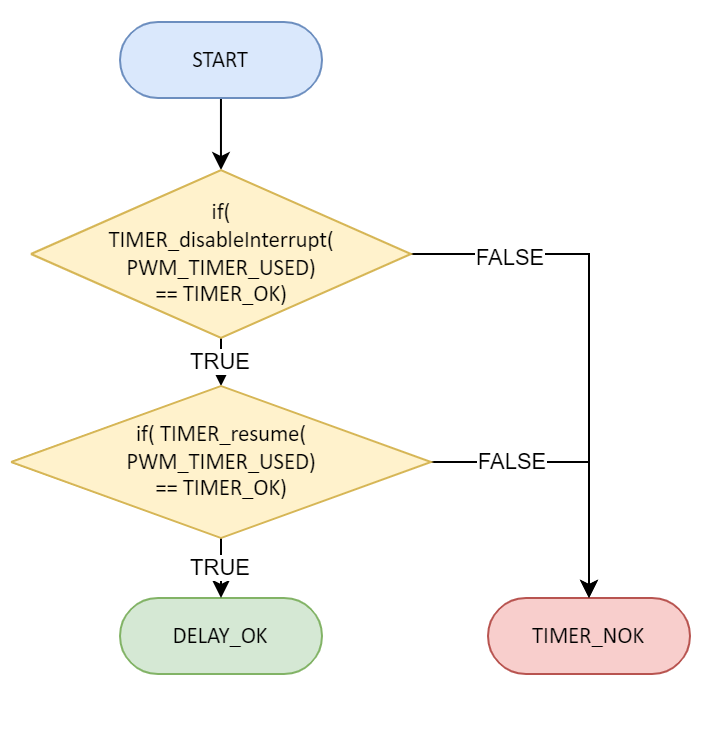 START
if(
TIMER_disableInterrupt(
PWM_TIMER_USED)
== TIMER_OK)
FALSE
TRUE
if( TIMER_resume(
PWM_TIMER_USED)
== TIMER_OK)
FALSE
TRUE
DELAY_OK
TIMER_NOK